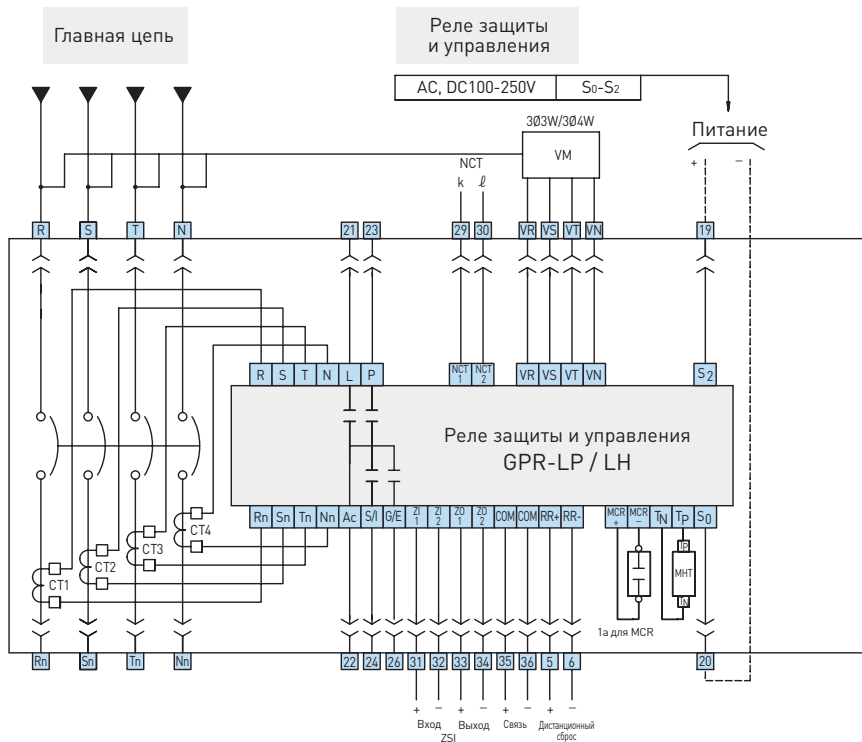 Главная цепь
Реле защиты
и управления
AC, DC100-250V S0-S2
3Ø3W/3Ø4W
Питание
VM
NCT
k ℓ
+ −
R S T N 21 23 29 30 VR VS VT VN 19
R S T N L P NCT 1 NCT 2 VR VS VT VN S2
Реле защиты и управления
GPR-LP / LH
Rn Sn Tn Nn Ac S/I G/E ZI 1 ZI 2 ZO 1 ZO 2 COM COM RR+ RR- MCR + MCR − TN TP S0
CT4
CT3
CT2
CT1
TP
MHT
TN
1a для MCR
Rn Sn Tn Nn 22 24 26 31 32 33 34 35 36 5 6 20
+ − + − + − + −
Вход Выход Связь Дистанционный
сброс
ZSI